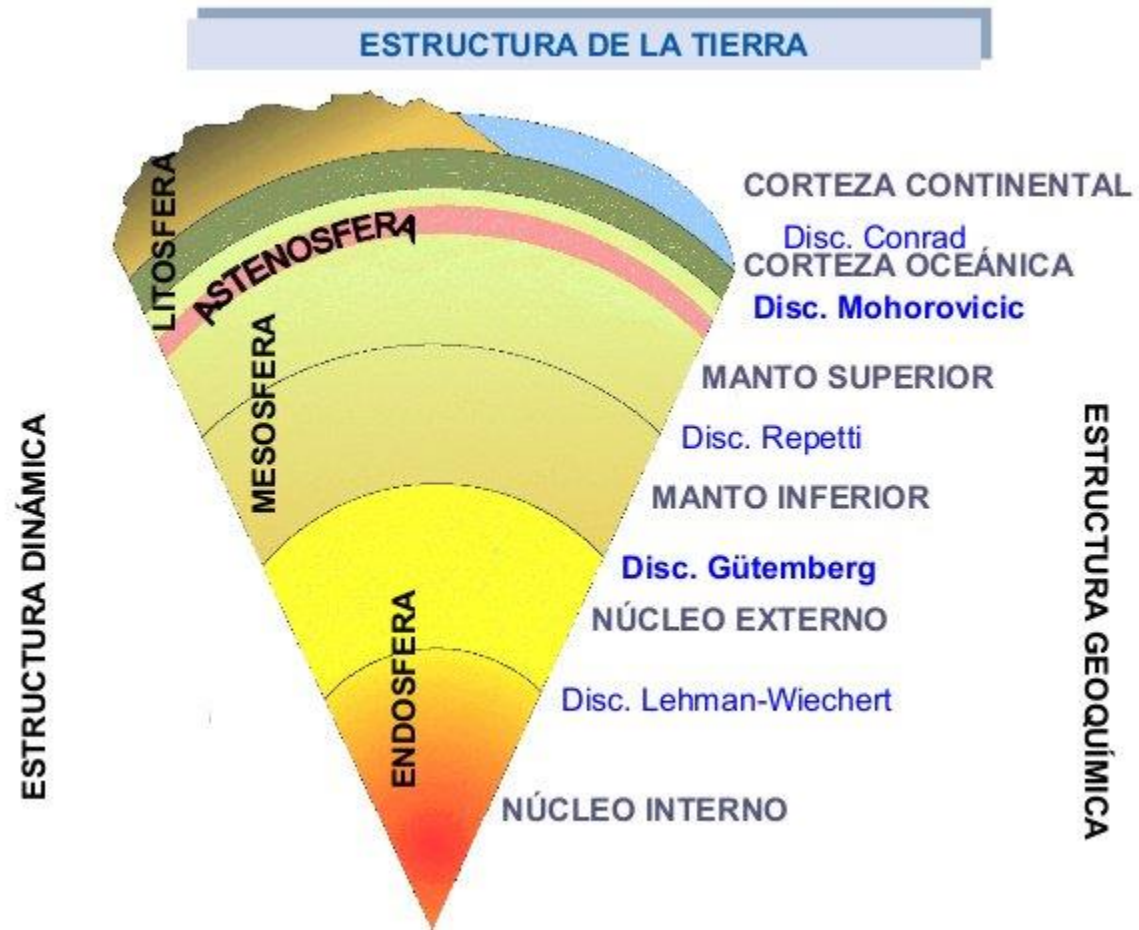 ESTRUCTURA DE LA TIERRA
LITOSFERA
ASTENOSFERA
MESOSFERA
ENDOSFERA
ESTRUCTURA DINÁMICA
CORTEZA CONTINENTAL
Disc. Conrad
CORTEZA OCEÁNICA
Disc. Mohorovicic
MANTO SUPERIOR
Disc. Repetti
MANTO INFERIOR
Disc. Gütemberg
NÚCLEO EXTERNO
Disc. Lehman-Wiechert
NÚCLEO INTERNO
ESTRUCTURA GEOQUÍMICA